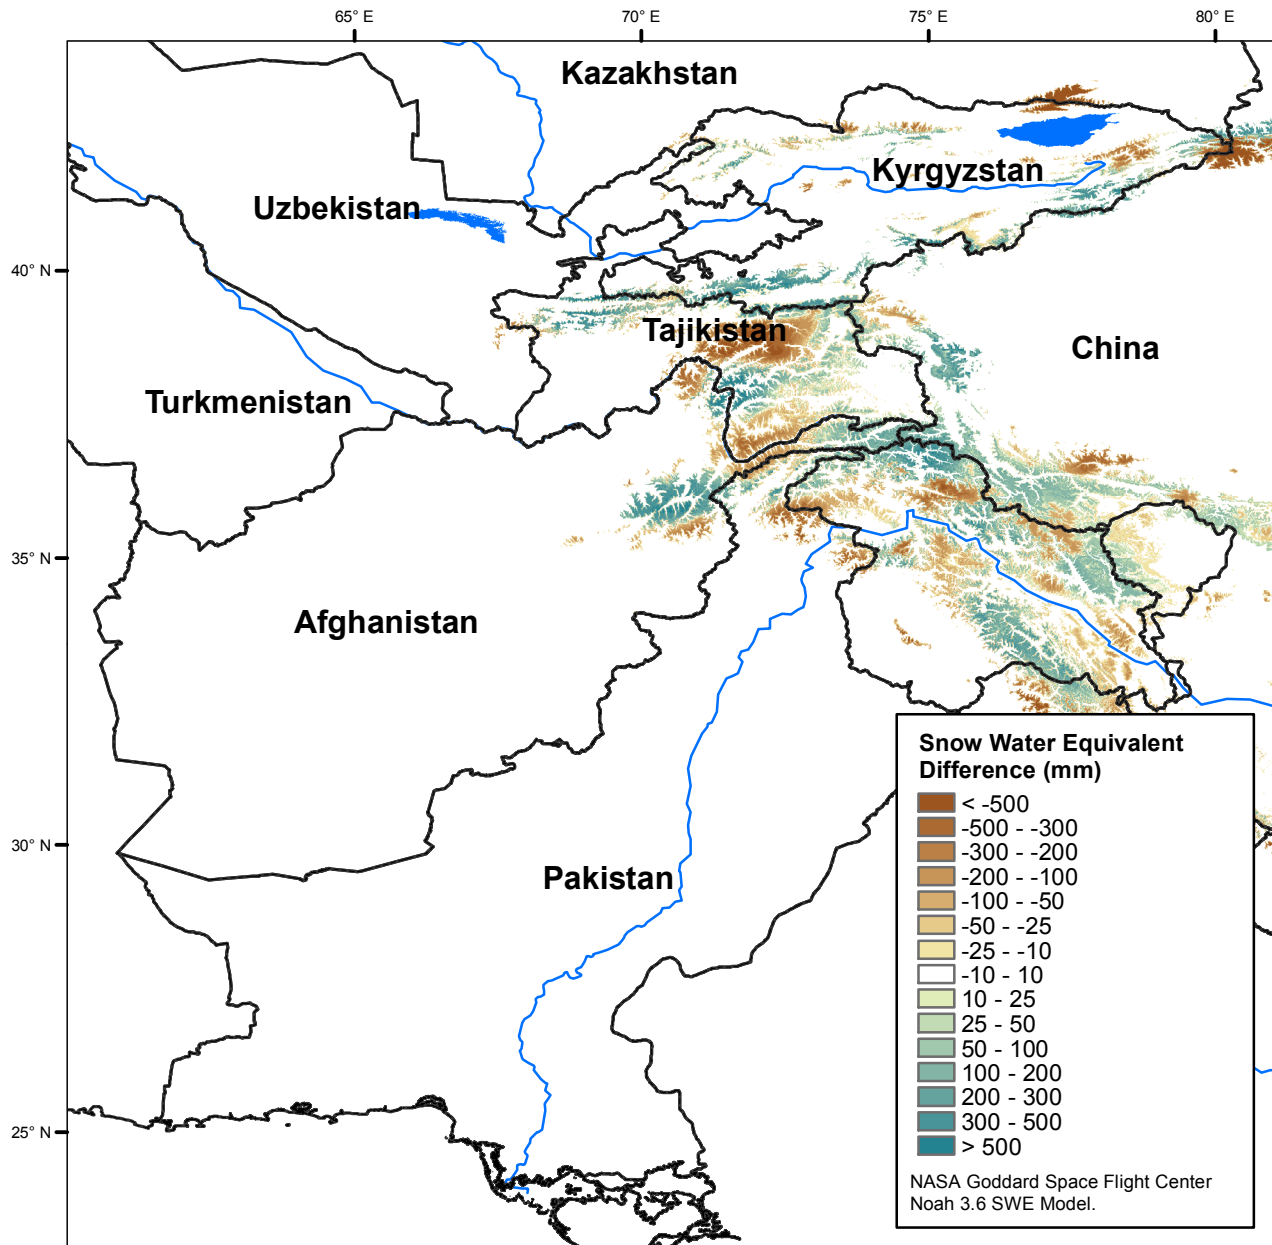 65° E
70° E
75° E
80° E
Kazakhstan
Kyrgyzstan
Uzbekistan
40° N
Tajikistan
China
Turkmenistan
35° N
Afghanistan
30° N
Pakistan
25° N
Snow Water Equivalent
Difference (mm)
< -500
-500 - -300
-300 - -200
-200 - -100
-100 - -50
-50 - -25
-25 - -10
-10 - 10
10 - 25
25 - 50
50 - 100
100 - 200
200 - 300
300 - 500
> 500
NASA Goddard Space Flight Center
Noah 3.6 SWE Model.